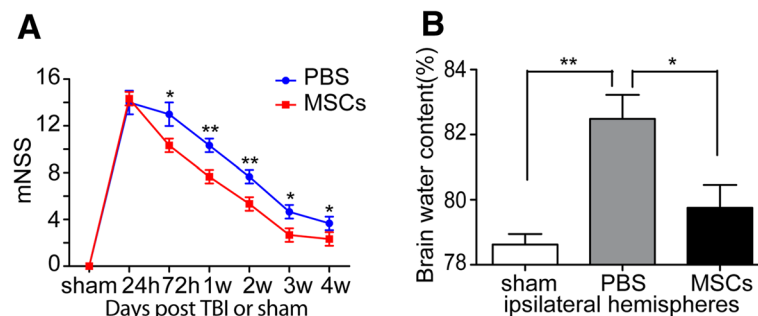 A
mNSS
16
12
8
4
0
PBS
MSCs
*
**
**
*
*
sham 24h 72h 1w 2w 3w 4w
Days post TBI or sham
B
Brain water content(%)
84
82
80
78
**
*
sham PBS MSCs
ipsilateral hemispheres